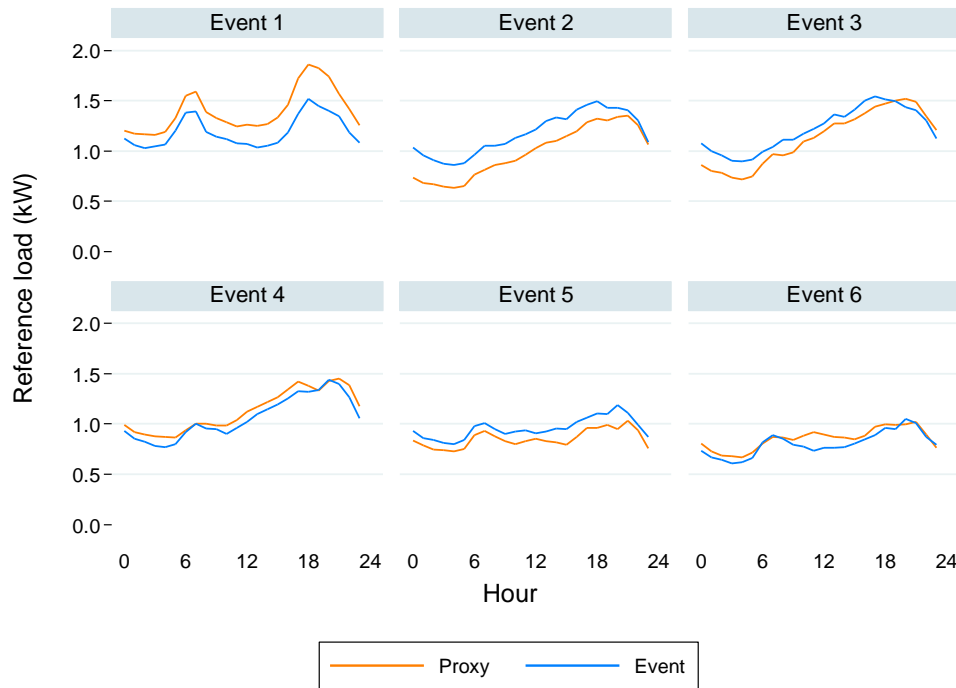 Event 1
Event 2
Event 3
2.0
1.5
1.0
0.5
0.0
Reference load (kW)
Event 4
Event 5
Event 6
2.0
1.5
1.0
0.5
0.0
0 6 12 18 24
0 6 12 18 24
0 6 12 18 24
Hour
Proxy
Event